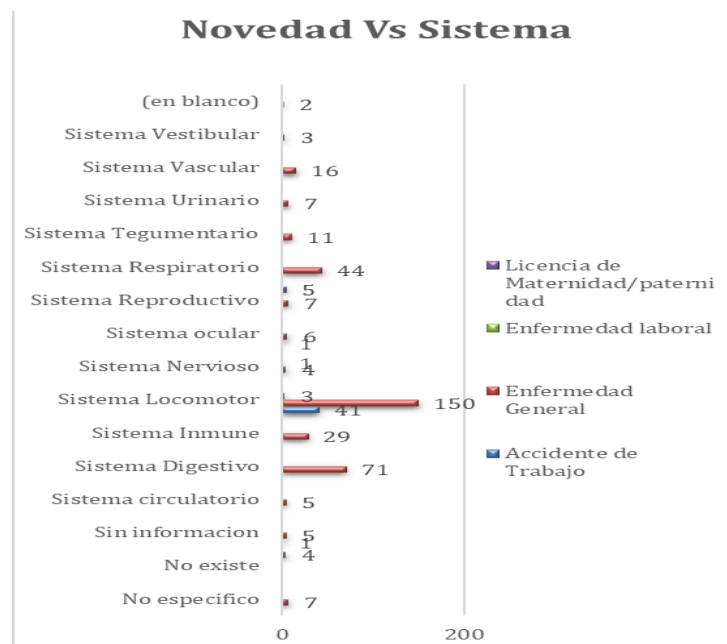 Novedad Vs Sistema
(en blanco) 2
Sistema Vestibular 3
Sistema Vascular 16
Sistema Urinario 7
Sistema Tegumentario 11
Sistema Respiratorio 44
5
Sistema Reproductivo 7
Sistema ocular 6
1
Sistema Nervioso 1
4
Sistema Locomotor 3
150
41
Sistema Inmune 29
Sistema Digestivo 71
Sistema circulatorio 5
Sin informacion 5
1
No existe 4
No especifico 7
0 200
Licencia de
Maternidad/paterni
dad
Enfermedad laboral
Enfermedad
General
Accidente de
Trabajo